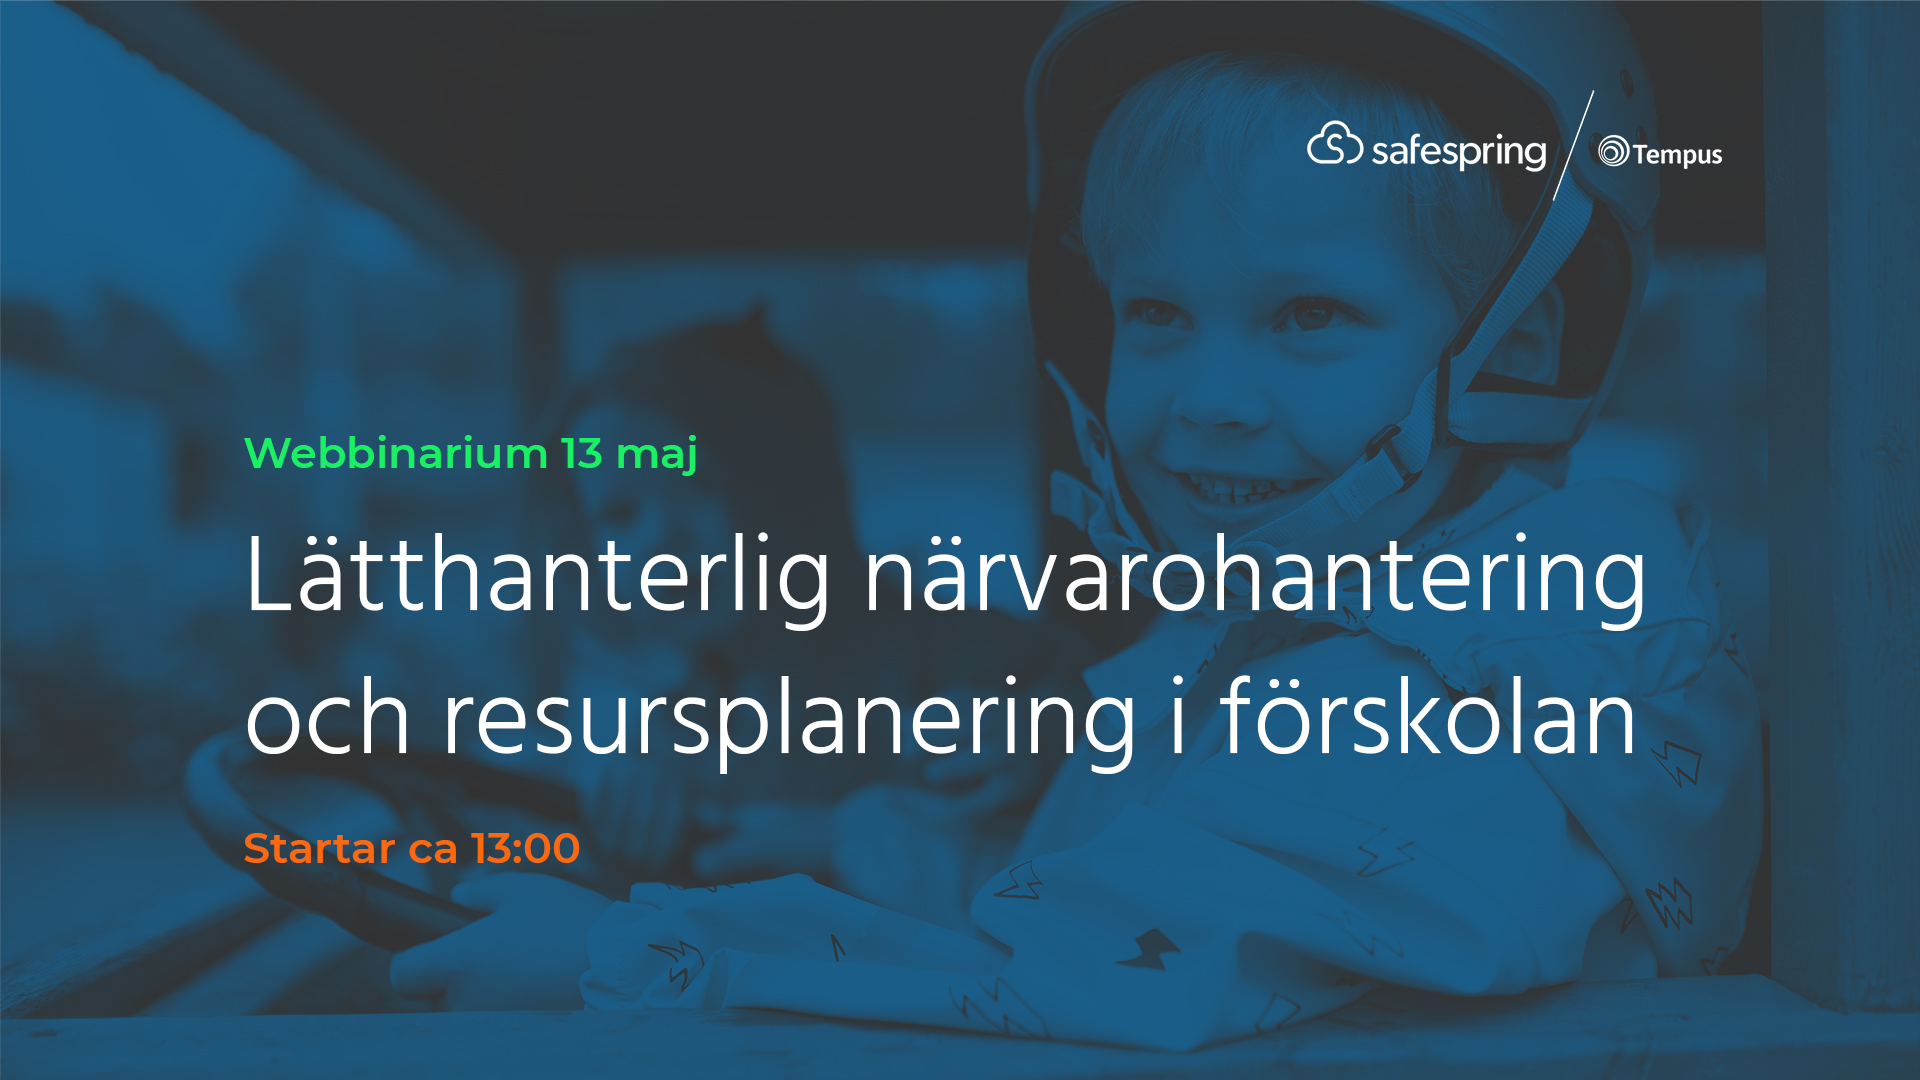 safespring
Tempus
Webbinarium 13 maj
Lätthanterlig närvarohantering
och resursplanering i förskolan
Startar ca 13:00